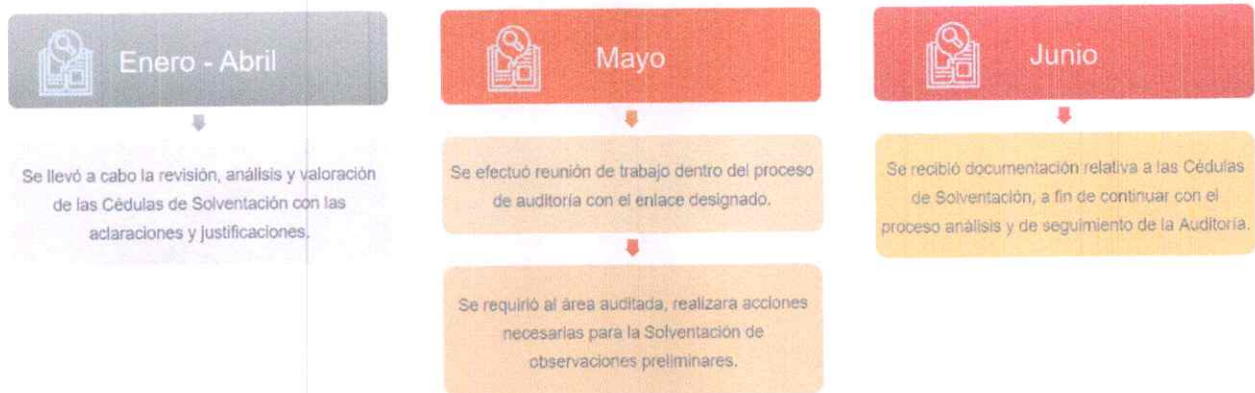 Enero - Abril
Se llevó a cabo la revisión, análisis y valoración
de las Cédulas de Solventación con las
aclaraciones y justificaciones.
Mayo
Se efectuó reunión de trabajo dentro del proceso
de auditoría con el enlace designado.
Se requirió al área auditada, realizara acciones
necesarias para la Solventación de
observaciones preliminares.
Junio
Se recibió documentación relativa a las Cédulas
de Solventación, a fin de continuar con el
proceso análisis y de seguimiento de la Auditoría.